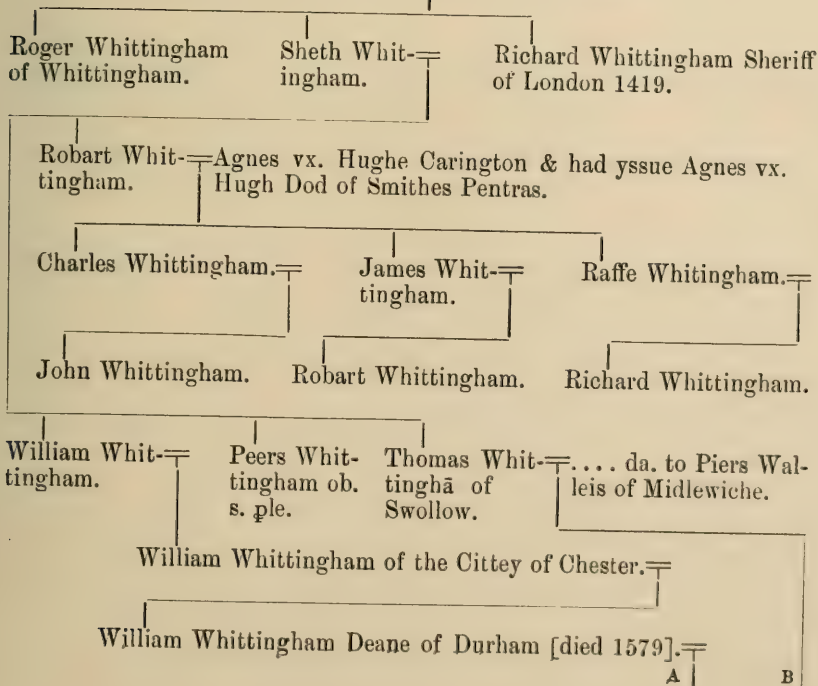 Roger Whittingham
of Whittingham.
Sheth Whit-
ingham.
Richard Whittingham Sheriff
of London 1419.
Robart Whit-
tingham.
Agnes vx. Hughe Carington & had yssue Agnes vx.
Hugh Dod of Smithes Pentras.
Charles Whittingham.
James Whit-
tingham.
Raffe Whitingham.
John Whittingham.
Robart Whittingham.
Richard Whittingham.
William Whit-
tingham.
Peers Whit-
tingham ob.
s. ꝑle.
Thomas Whit-
tinghā of
Swollow.
.... da. to Piers Wal-
leis of Midlewiche.
William Whittingham of the Cittey of Chester.
William Whittingham Deane of Durham [died 1579].
A
B